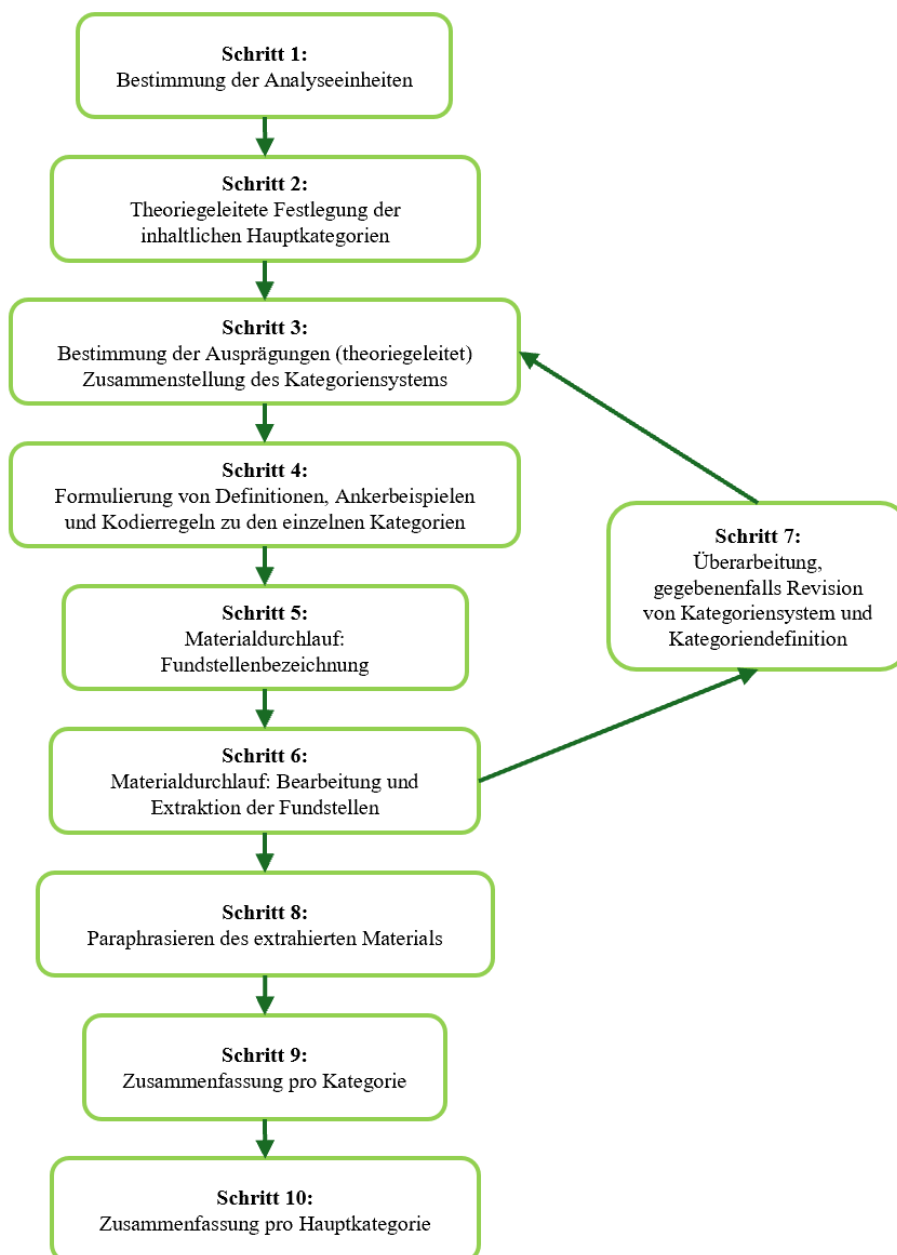 Schritt 1:
Bestimmung der Analyseeinheiten
Schritt 2:
Theoriegeleitete Festlegung der
inhaltlichen Hauptkategorien
Schritt 3:
Bestimmung der Ausprägungen (theoriegeleitet)
Zusammenstellung des Kategoriensystems
Schritt 4:
Formulierung von Definitionen, Ankerbeispielen
und Kodierregeln zu den einzelnen Kategorien
Schritt 5:
Materialdurchlauf:
Fundstellenbezeichnung
Schritt 6:
Materialdurchlauf: Bearbeitung und
Extraktion der Fundstellen
Schritt 7:
Überarbeitung,
gegebenenfalls Revision
von Kategoriensystem und
Kategoriendefinition
Schritt 8:
Paraphrasieren des extrahierten Materials
Schritt 9:
Zusammenfassung pro Kategorie
Schritt 10:
Zusammenfassung pro Hauptkategorie